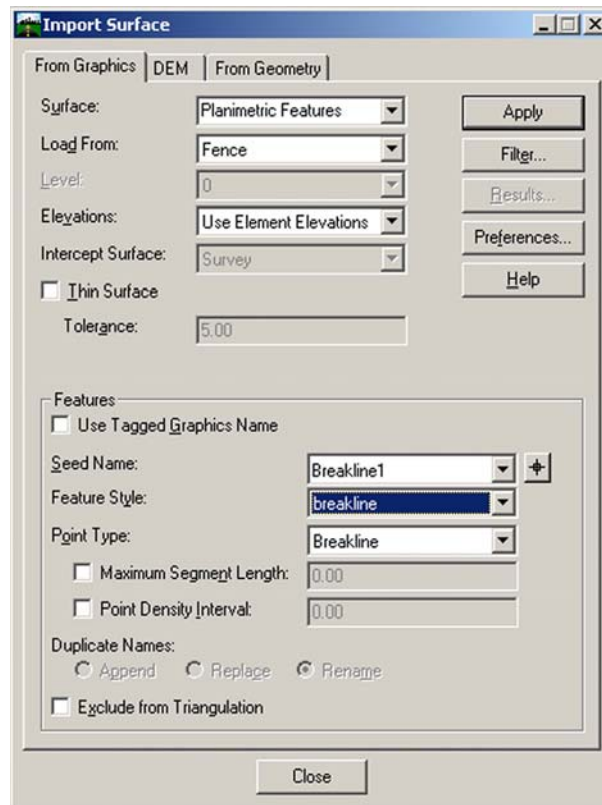 Import Surface
From Graphics DEM From Geometry
Surface: Planimetric Features Apply
Load From: Fence Filter...
Level: 0 Results...
Elevations: Use Element Elevations Preferences...
Intercept Surface: Survey Help
Thin Surface
Tolerance: 5.00
Features
Use Tagged Graphics Name
Seed Name: Breakline1
Feature Style: breakline
Point Type: Breakline
Maximum Segment Length: 0.00
Point Density Interval: 0.00
Duplicate Names:
Append Replace Rename
Exclude from Triangulation
Close